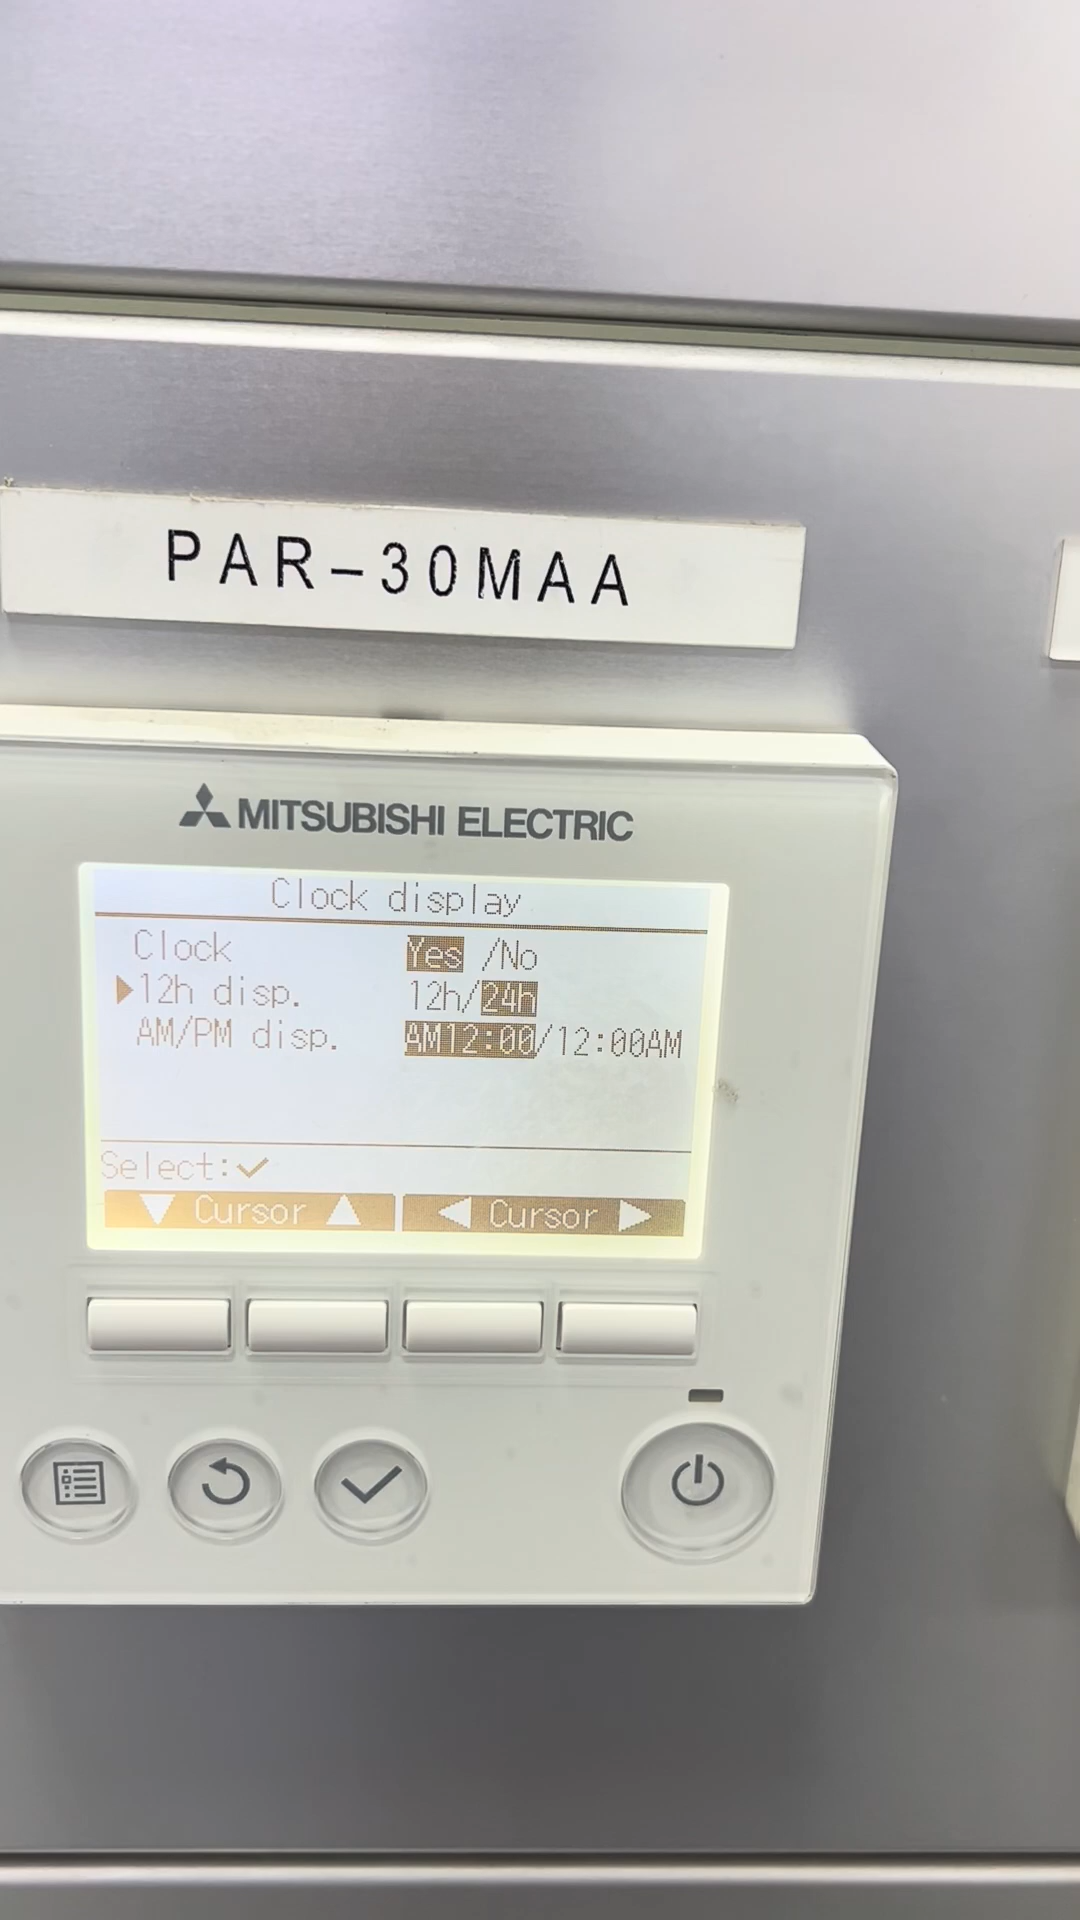 PAR-30MAA
MITSUBISHI ELECTRIC
Clock display
Clock Yes /No
12h disp. 12h/24h
AM/PM disp. AM12:00/12:00AM
Select:✓
▼ Cursor ▲ ◀ Cursor ▶